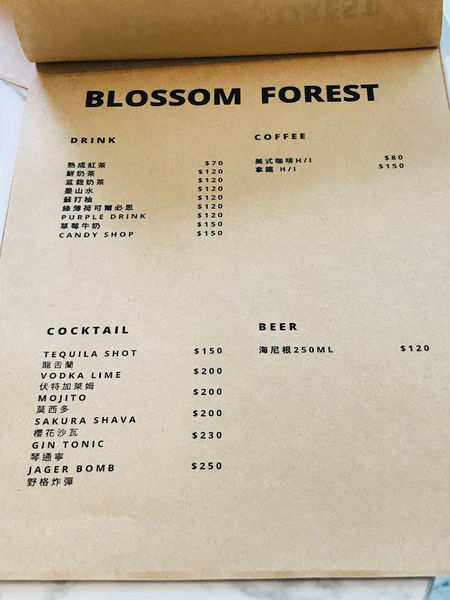 BLOSSOM FOREST
DRINK
熟成紅茶 $70
鮮奶茶 $120
盆栽奶茶 $120
墨山水 $120
蘇打柚 $120
綠薄荷可爾必思 $120
PURPLE DRINK $120
草莓牛奶 $150
CANDY SHOP $150
COFFEE
美式咖啡H/I $80
拿鐵 H/I $150
COCKTAIL
TEQUILA SHOT $150
龍舌蘭
VODKA LIME $200
伏特加萊姆
MOJITO $200
莫西多
SAKURA SHAVA $200
櫻花沙瓦
GIN TONIC $230
琴通寧
JAGER BOMB $250
野格炸彈
BEER
海尼根250ML $120